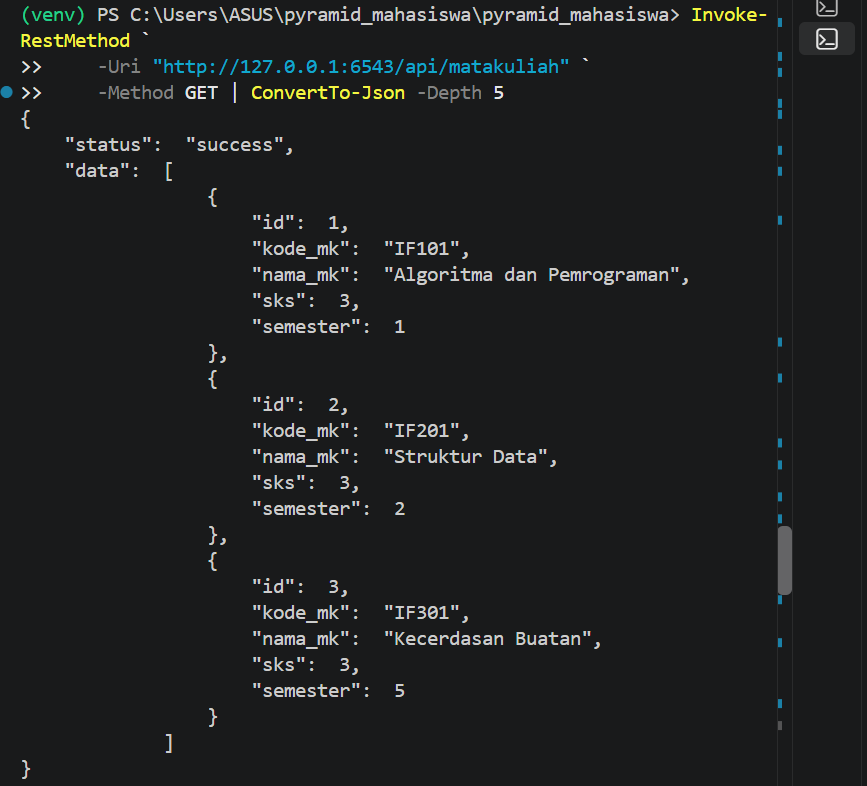 (venv) PS C:\Users\ASUS\pyramid_mahasiswa\pyramid_mahasiswa> Invoke-
RestMethod `
>>     -Uri "http://127.0.0.1:6543/api/matakuliah" `
>>     -Method GET | ConvertTo-Json -Depth 5
{
    "status":  "success",
    "data":  [
                 {
                     "id":  1,
                     "kode_mk":  "IF101",
                     "nama_mk":  "Algoritma dan Pemrograman",
                     "sks":  3,
                     "semester":  1
                 },
                 {
                     "id":  2,
                     "kode_mk":  "IF201",
                     "nama_mk":  "Struktur Data",
                     "sks":  3,
                     "semester":  2
                 },
                 {
                     "id":  3,
                     "kode_mk":  "IF301",
                     "nama_mk":  "Kecerdasan Buatan",
                     "sks":  3,
                     "semester":  5
                 }
             ]
}